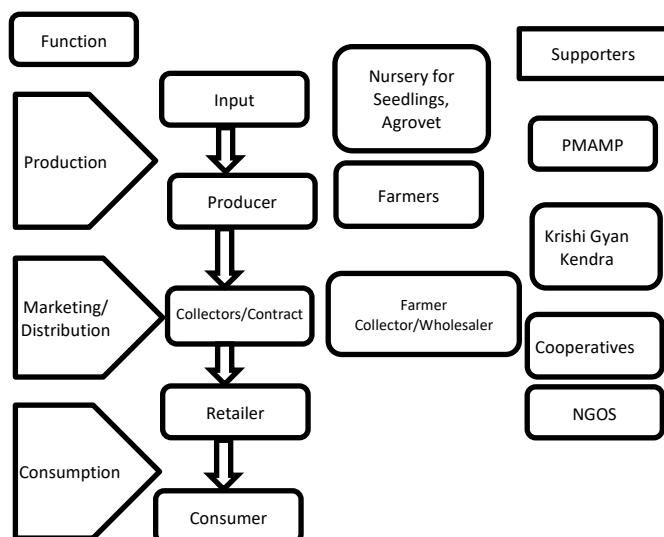 Function
Supporters
Input
Nursery for
Seedlings,
Agrovet
Production
PMAMP
Producer
Farmers
Krishi Gyan
Kendra
Marketing/
Distribution
Collectors/Contract
Farmer
Collector/Wholesaler
Cooperatives
Retailer
NGOS
Consumption
Consumer